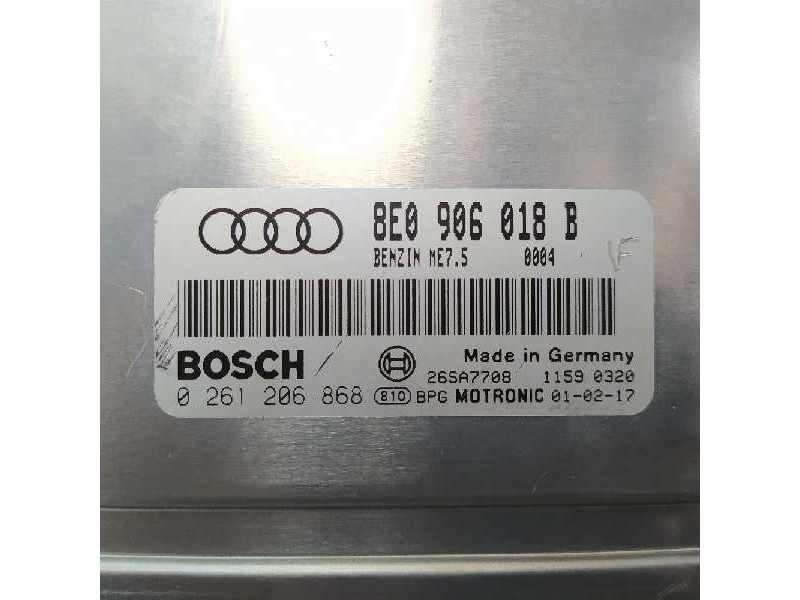 8E0 906 018 B
BENZIN ME7.5 0004
VF
BOSCH
Made in Germany
26SA7708 1159 0320
0 261 206 868 810 BPG MOTRONIC 01-02-17